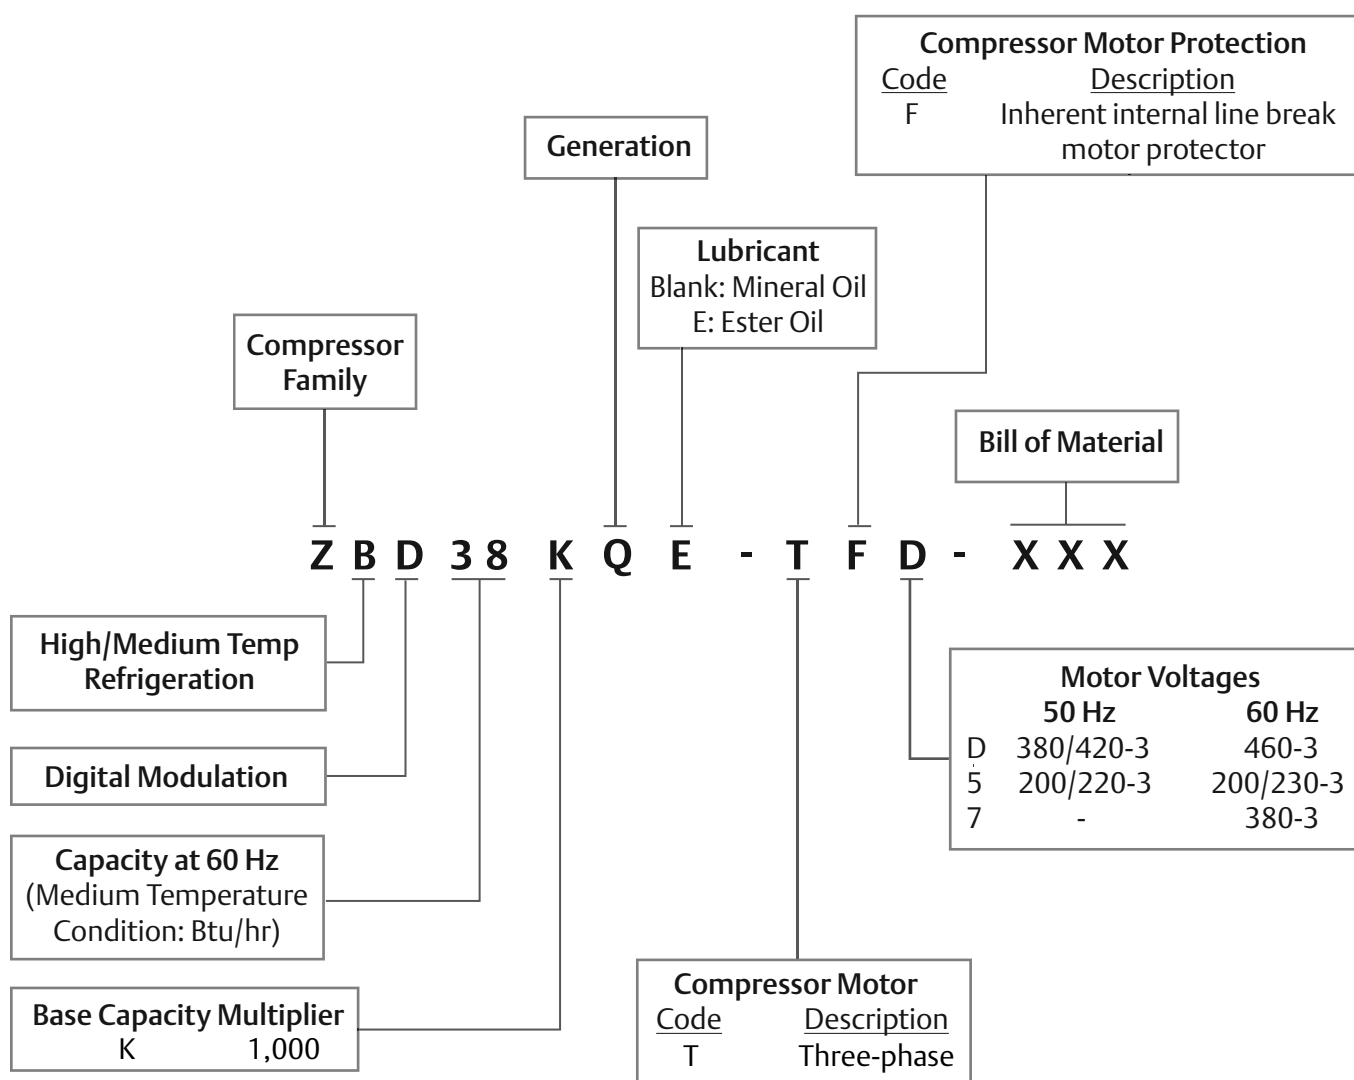 Compressor Motor Protection
Code Description
F Inherent internal line break
motor protector
Generation
Lubricant
Blank: Mineral Oil
E: Ester Oil
Compressor
Family
Bill of Material
Z B D 3 8 K Q E - T F D - X X X
High/Medium Temp
Refrigeration
Digital Modulation
Capacity at 60 Hz
(Medium Temperature
Condition: Btu/hr)
Base Capacity Multiplier
K 1,000
Compressor Motor
Code Description
T Three-phase
Motor Voltages
50 Hz 60 Hz
D 380/420-3 460-3
5 200/220-3 200/230-3
7 - 380-3